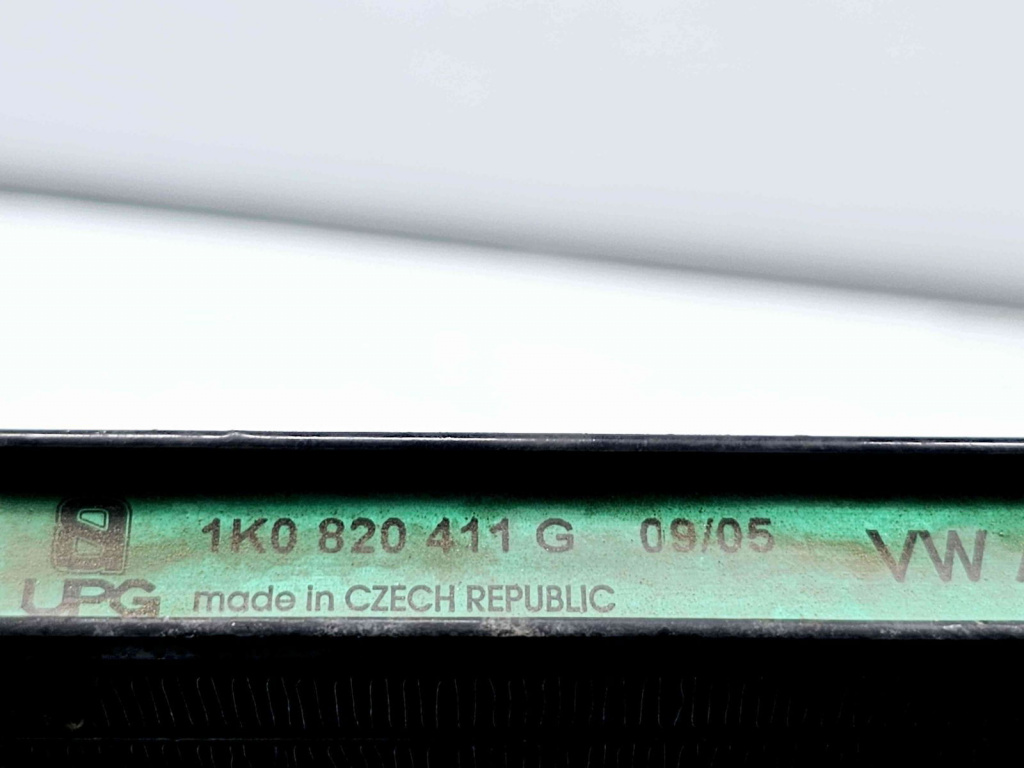 1K0 820 411 G 09/05 VW
UPG made in CZECH REPUBLIC